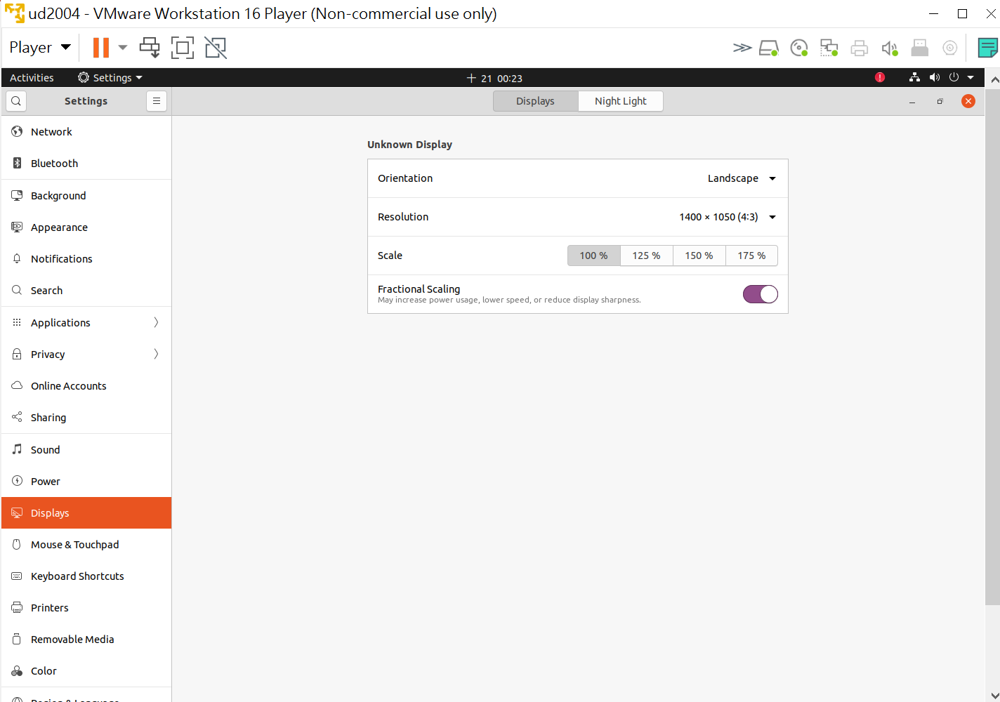 ud2004 - VMware Workstation 16 Player (Non-commercial use only)
Player
Activities Settings 21 00:23
Settings Displays Night Light
Network
Bluetooth
Background
Appearance
Notifications
Search
Applications
Privacy
Online Accounts
Sharing
Sound
Power
Displays
Mouse & Touchpad
Keyboard Shortcuts
Printers
Removable Media
Color
Region & Language
Unknown Display
Orientation Landscape
Resolution 1400 × 1050 (4:3)
Scale 100 % 125 % 150 % 175 %
Fractional Scaling
May increase power usage, lower speed, or reduce display sharpness.